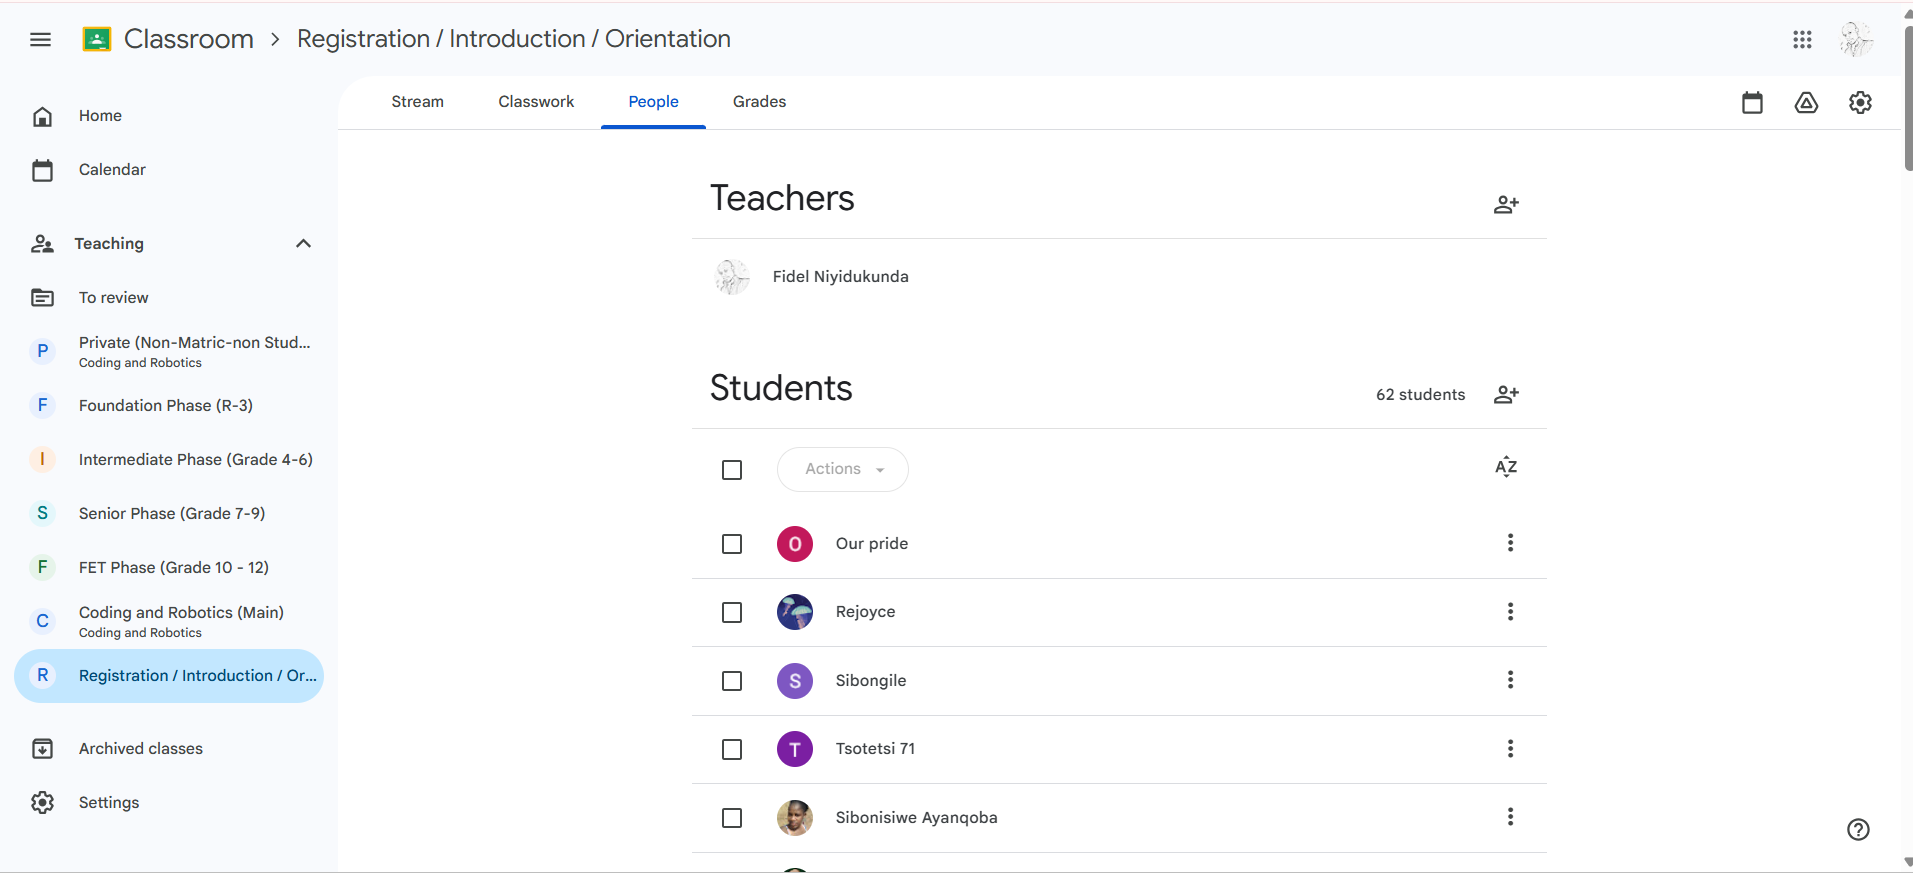 Classroom > Registration / Introduction / Orientation
Stream Classwork People Grades
Home
Calendar
Teaching
To review
P Private (Non-Matric-non Stud...
Coding and Robotics
F Foundation Phase (R-3)
I Intermediate Phase (Grade 4-6)
S Senior Phase (Grade 7-9)
F FET Phase (Grade 10 - 12)
C Coding and Robotics (Main)
Coding and Robotics
R Registration / Introduction / Or...
Archived classes
Settings
Teachers
Fidel Niyidukunda
Students 62 students
Actions AZ
O Our pride
Rejoyce
S Sibongile
T Tsotetsi 71
Sibonisiwe Ayanqoba